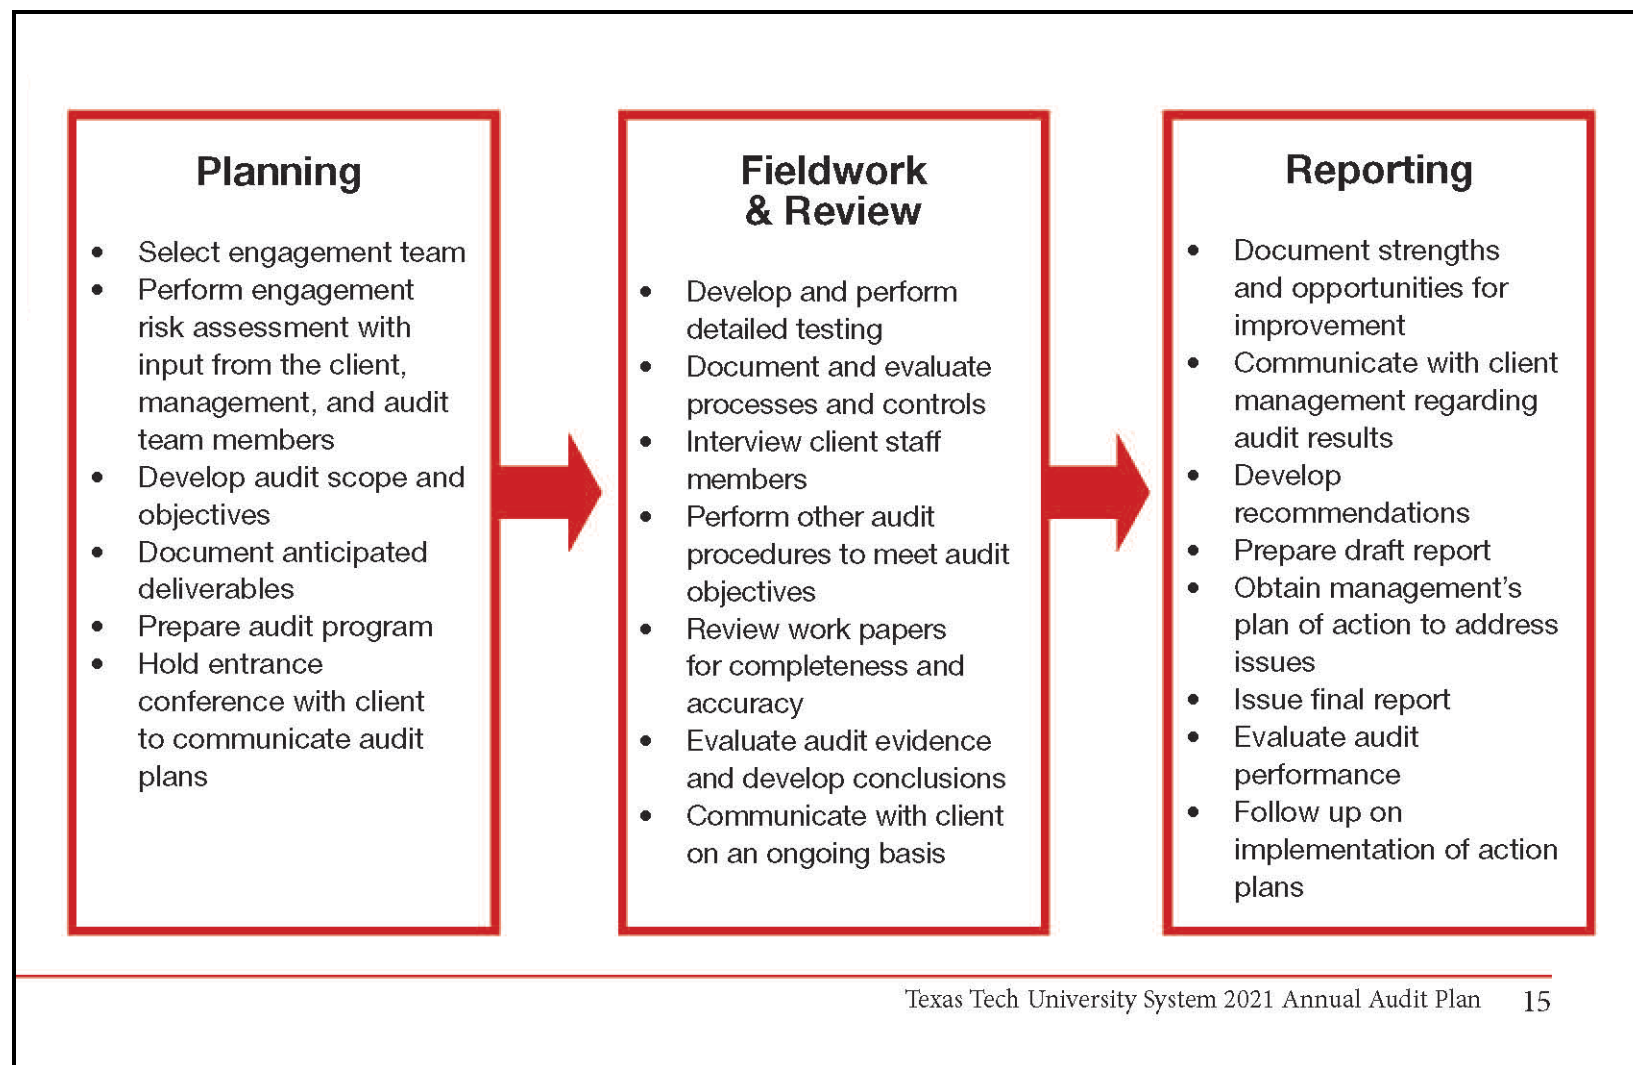 Planning
• Select engagement team
• Perform engagement
risk assessment with
input from the client,
management, and audit
team members
• Develop audit scope and
objectives
• Document anticipated
deliverables
• Prepare audit program
• Hold entrance
conference with client
to communicate audit
plans
Fieldwork
& Review
• Develop and perform
detailed testing
• Document and evaluate
processes and controls
• Interview client staff
members
• Perform other audit
procedures to meet audit
objectives
• Review work papers
for completeness and
accuracy
• Evaluate audit evidence
and develop conclusions
• Communicate with client
on an ongoing basis
Reporting
• Document strengths
and opportunities for
improvement
• Communicate with client
management regarding
audit results
• Develop
recommendations
• Prepare draft report
• Obtain management’s
plan of action to address
issues
• Issue final report
• Evaluate audit
performance
• Follow up on
implementation of action
plans
Texas Tech University System 2021 Annual Audit Plan 15